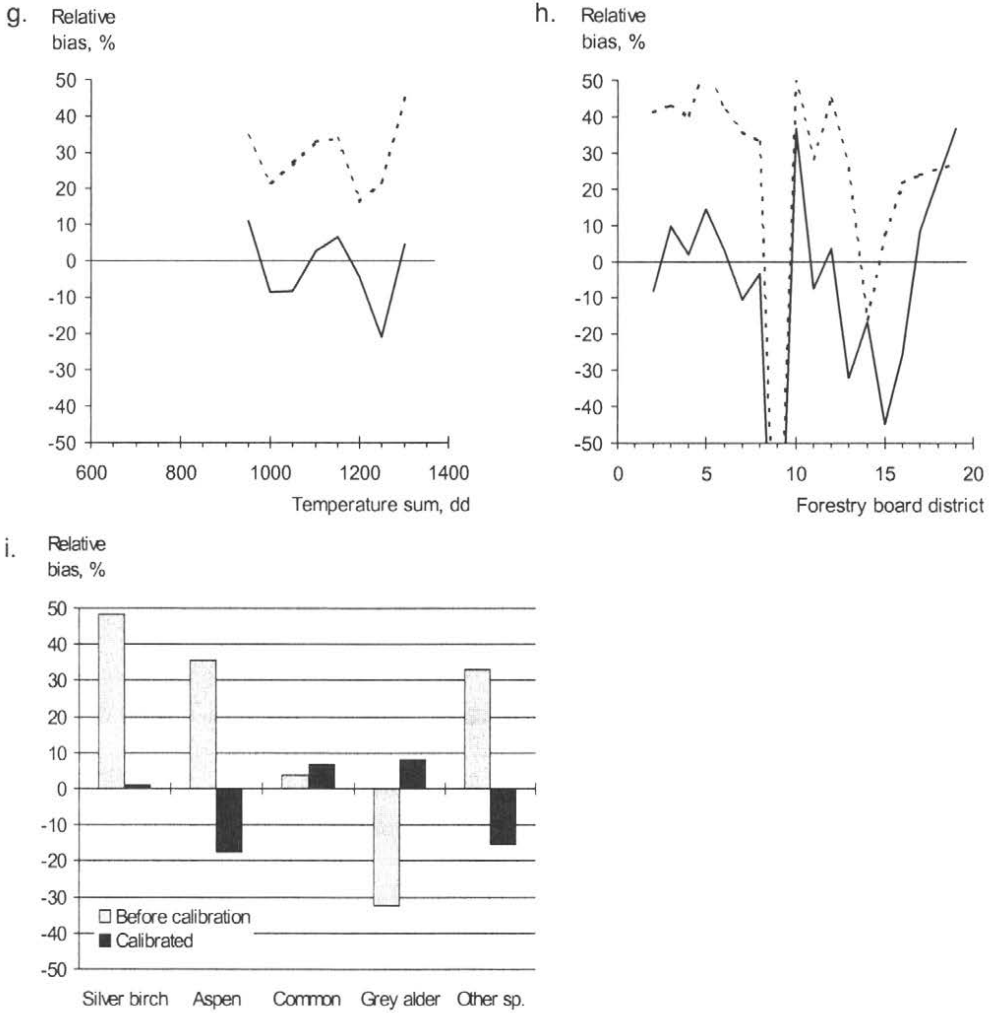 g.
Relative
bias, %
50
40
30
20
10
0
-10
-20
-30
-40
-50
600 800 1000 1200 1400
Temperature sum, dd
h.
Relative
bias, %
50
40
30
20
10
0
-10
-20
-30
-40
-50
0 5 10 15 20
Forestry board district
i.
Relative
bias, %
50
40
30
20
10
0
-10
-20
-30
-40
-50
Before calibration
Calibrated
Silver birch Aspen Common Grey alder Other sp.